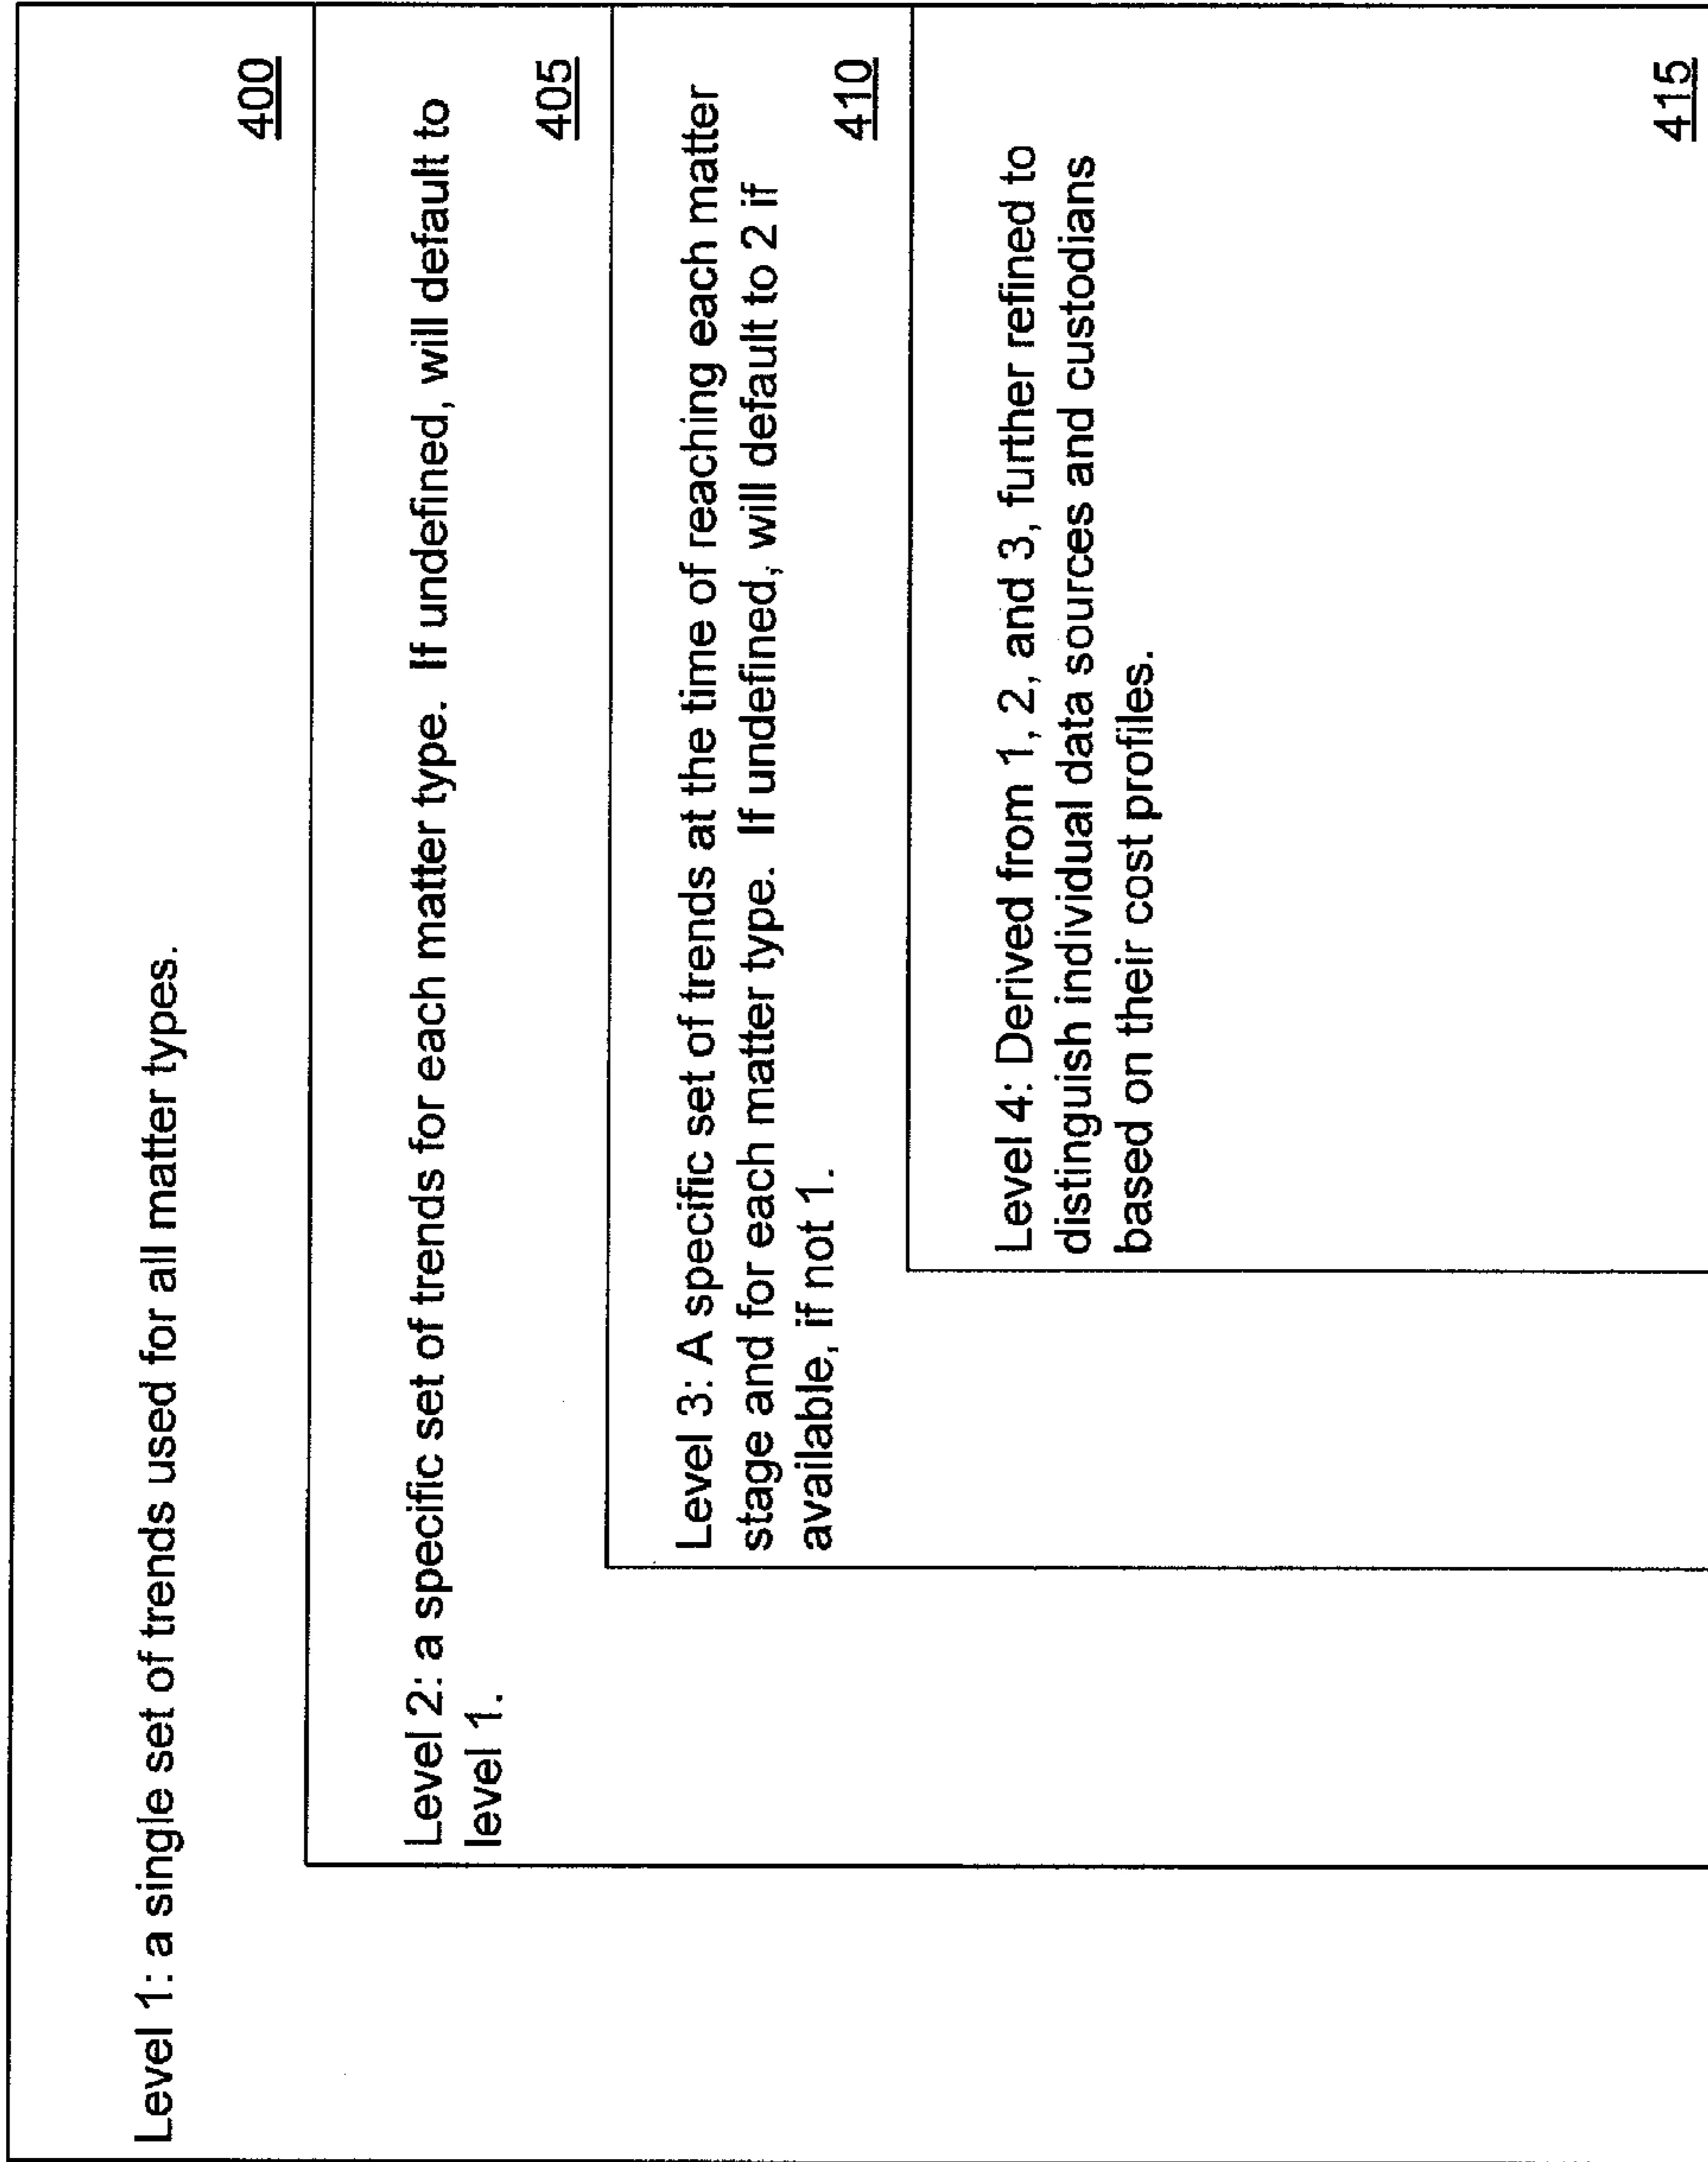 Level 1: a single set of trends used for all matter types.
400
Level 2: a specific set of trends for each matter type. If undefined, will default to
level 1.
405
Level 3: A specific set of trends at the time of reaching each matter
stage and for each matter type. If undefined, will default to 2 if
available, if not 1.
410
Level 4: Derived from 1, 2, and 3, further refined to
distinguish individual data sources and custodians
based on their cost profiles.
415